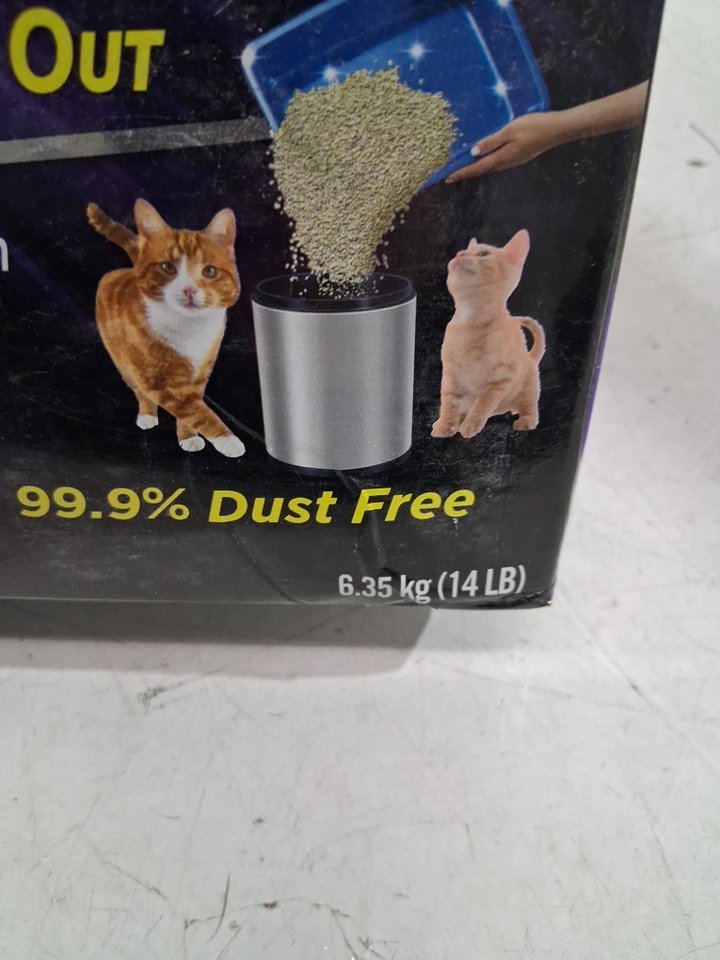 OUT
99.9% Dust Free
6.35 kg (14 LB)